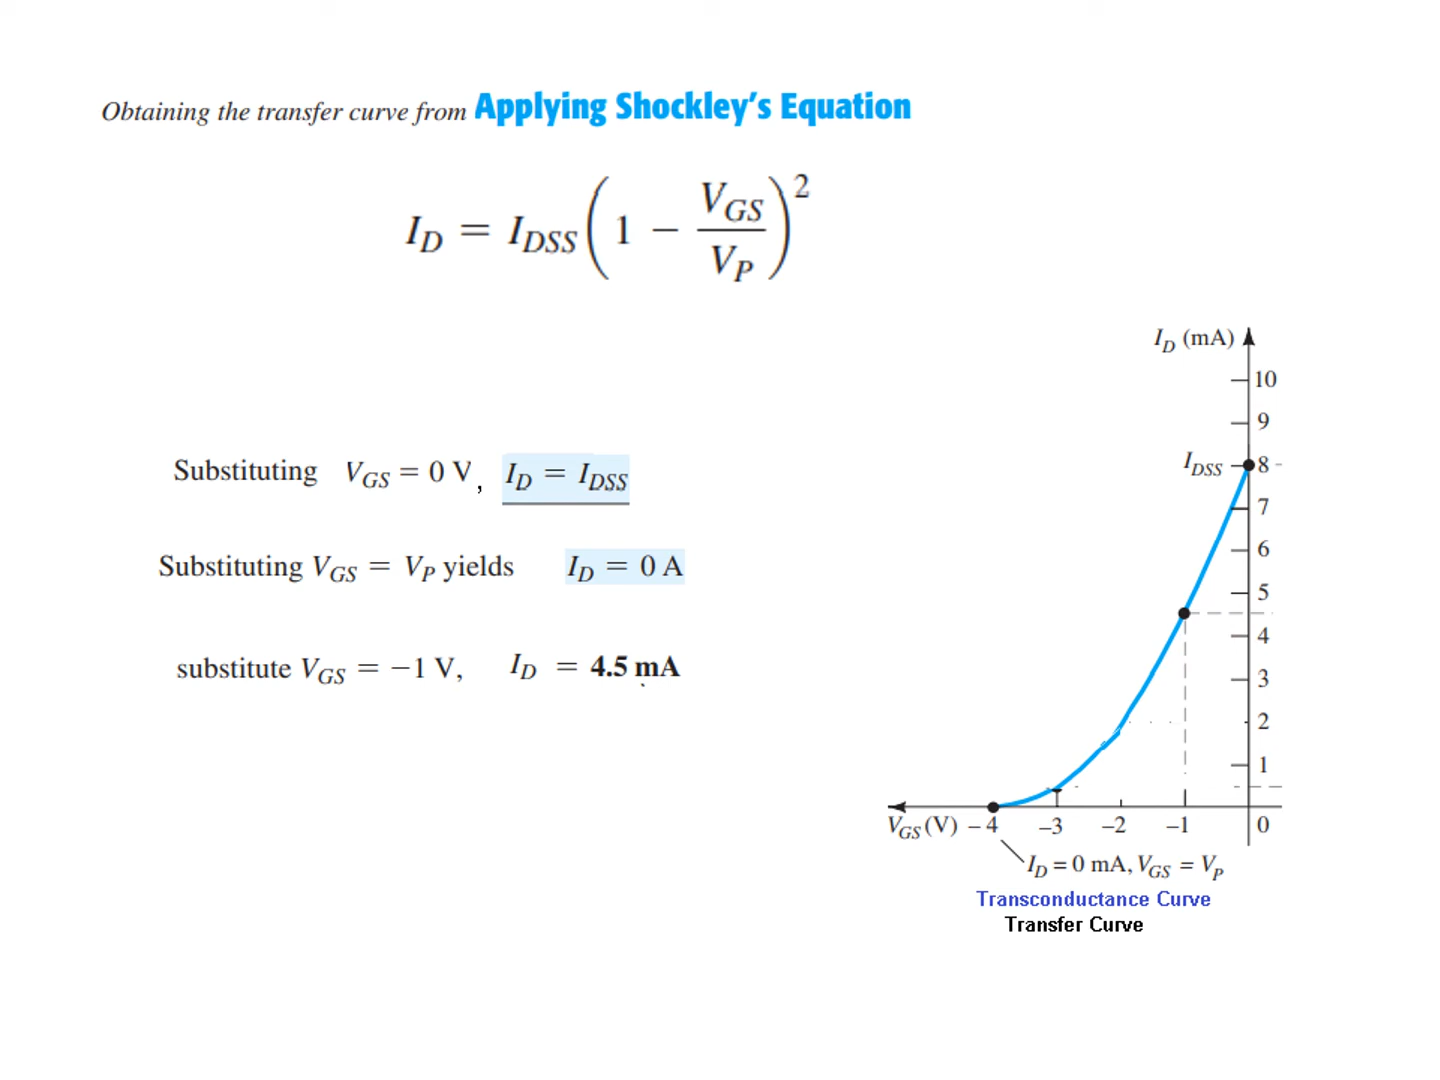 Obtaining the transfer curve from Applying Shockley's Equation
I_D = I_DSS(1 − V_GS/V_P)²
Substituting V_GS = 0 V, I_D = I_DSS
Substituting V_GS = V_P yields I_D = 0 A
substitute V_GS = −1 V, I_D = 4.5 mA
I_D (mA)
10
9
I_DSS 8
7
6
5
4
3
2
1
V_GS (V) −4 −3 −2 −1 0
I_D = 0 mA, V_GS = V_P
Transconductance Curve
Transfer Curve